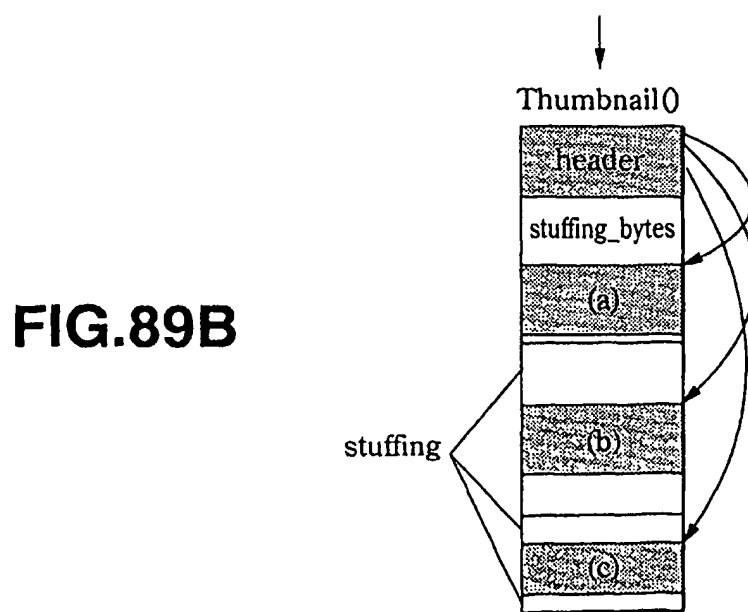 Thumbnail()
header
stuffing_bytes
(a)
FIG.89B
(b)
stuffing
(c)